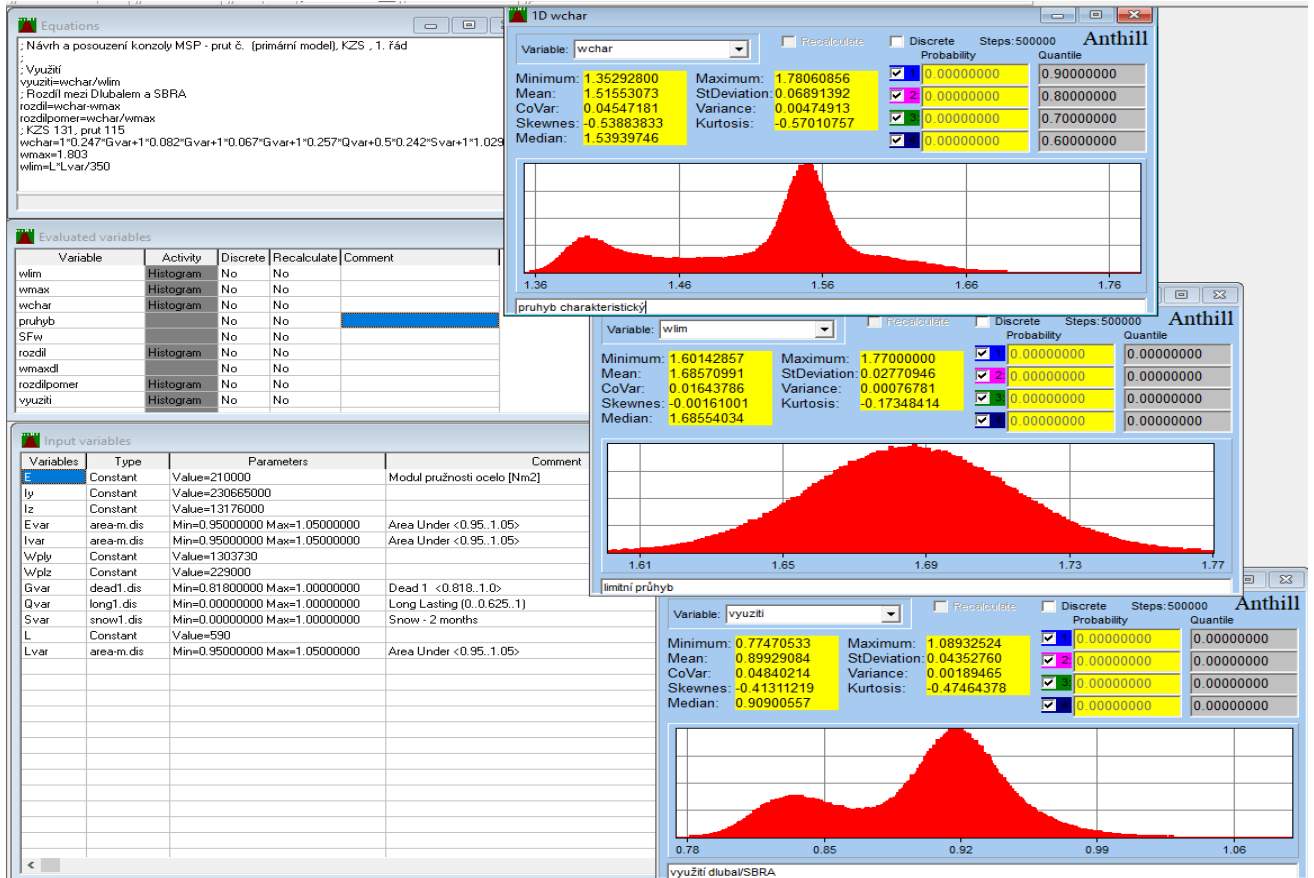 Equations
; Návrh a posouzení konzoly MSP - prut č. (primární model), KZS , 1. řád
;
; Využití
vyuziti=wchar/wlim
; Rozdíl mezi Dlubalem a SBRA
rozdil=wchar-wmax
rozdilpomer=wchar/wmax
; KZS 131, prut 115
wchar=1*0.247*Gvar+1*0.082*Gvar+1*0.067*Gvar+1*0.257*Qvar+0.5*0.242*Svar+1*1.029
wmax=1.803
wlim=L*Lvar/350
Evaluated variables
Variable Activity Discrete Recalculate Comment
wlim Histogram No No
wmax Histogram No No
wchar Histogram No No
pruhyb No No
SFw No No
rozdil Histogram No No
wmaxdl No No
rozdilpomer Histogram No No
vyuziti Histogram No No
Input variables
Variables Type Parameters Comment
E Constant Value=210000 Modul pružnosti ocelo [Nm2]
Iy Constant Value=230665000
Iz Constant Value=13176000
Evar area-m.dis Min=0.95000000 Max=1.05000000 Area Under <0.95..1.05>
Ivar area-m.dis Min=0.95000000 Max=1.05000000 Area Under <0.95..1.05>
Wply Constant Value=1303730
Wplz Constant Value=229000
Gvar dead1.dis Min=0.81800000 Max=1.00000000 Dead 1 <0.818..1.0>
Qvar long1.dis Min=0.00000000 Max=1.00000000 Long Lasting (0..0.625..1)
Svar snow1.dis Min=0.00000000 Max=1.00000000 Snow - 2 months
L Constant Value=590
Lvar area-m.dis Min=0.95000000 Max=1.05000000 Area Under <0.95..1.05>
1D wchar
Variable: wchar Recalculate Discrete Steps:500000 Anthill
Probability Quantile
Minimum: 1.35292800 Maximum: 1.78060856 1 0.00000000 0.90000000
Mean: 1.51553073 StDeviation: 0.06891392 2 0.00000000 0.80000000
CoVar: 0.04547181 Variance: 0.00474913 3 0.00000000 0.70000000
Skewnes: -0.53883833 Kurtosis: -0.57010757 4 0.00000000 0.60000000
Median: 1.53939746
1.36 1.46 1.56 1.66 1.76
pruhyb charakteristický
Variable: wlim Recalculate Discrete Steps:500000 Anthill
Probability Quantile
Minimum: 1.60142857 Maximum: 1.77000000 1 0.00000000 0.00000000
Mean: 1.68570991 StDeviation: 0.02770946 2 0.00000000 0.00000000
CoVar: 0.01643786 Variance: 0.00076781 3 0.00000000 0.00000000
Skewnes: -0.00161001 Kurtosis: -0.17348414 4 0.00000000 0.00000000
Median: 1.68554034
1.61 1.65 1.69 1.73 1.77
limitní průhyb
Variable: vyuziti Recalculate Discrete Steps:500000 Anthill
Probability Quantile
Minimum: 0.77470533 Maximum: 1.08932524 1 0.00000000 0.00000000
Mean: 0.89929084 StDeviation: 0.04352760 2 0.00000000 0.00000000
CoVar: 0.04840214 Variance: 0.00189465 3 0.00000000 0.00000000
Skewnes: -0.41311219 Kurtosis: -0.47464378 0.00000000 0.00000000
Median: 0.90900557
0.78 0.85 0.92 0.99 1.06
využití dlubal/SBRA